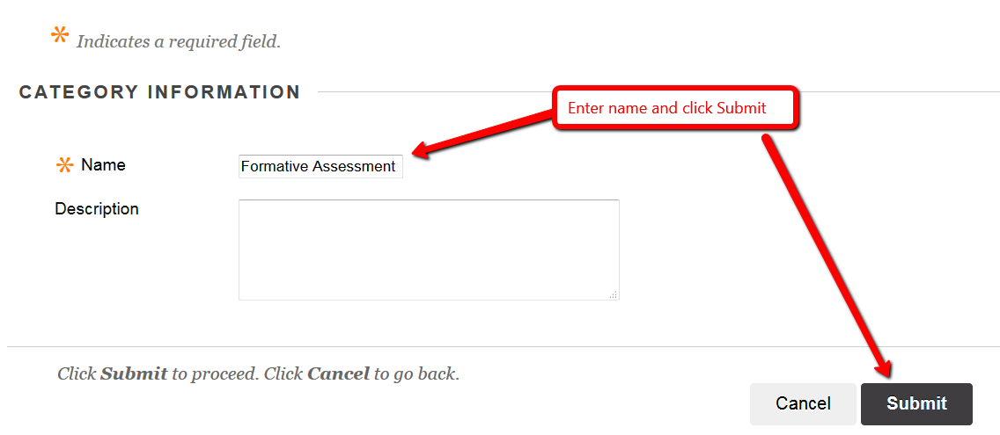 * Indicates a required field.
CATEGORY INFORMATION
Enter name and click Submit
* Name
Formative Assessment
Description
Click Submit to proceed. Click Cancel to go back.
Cancel
Submit